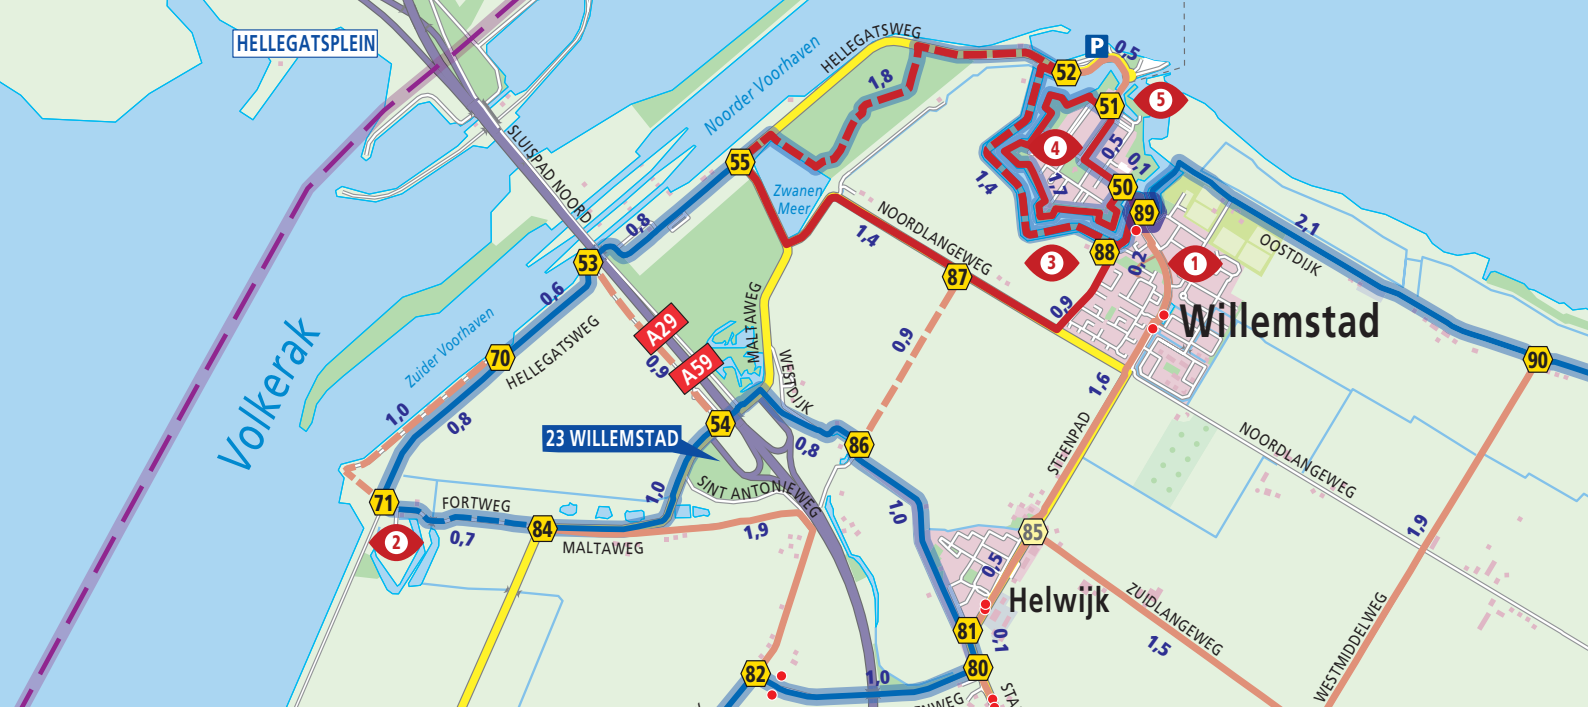 HELLEGATSPLEIN
SLUISPAD NOORD
Noorder Voorhaven
HELLEGATSWEG
1,8
P
0,5
52
51
5
4
0,5
0,1
1,7
1,4
50
89
88
3
0,2
1
55
Zwanen
Meer
1,4
NOORDLANGEWEG
87
0,9
0,8
53
0,6
2,1
OOSTDIJK
Willemstad
90
Volkerak
Zuider Voorhaven
HELLEGATSWEG
70
1,0
0,8
A29
A59
0,9
MALTAWEG
WESTDIJK
0,9
1,6
54
23 WILLEMSTAD
0,8
86
STEENPAD
NOORDLANGEWEG
71
FORTWEG
0,7
2
84
MALTAWEG
1,0
SINT ANTONIEWEG
1,9
1,0
85
0,5
Helwijk
1,9
ZUIDLANGEWEG
1,5
WESTMIDDELWEG
81
0,1
80
82
1,0
ENWEG
STA